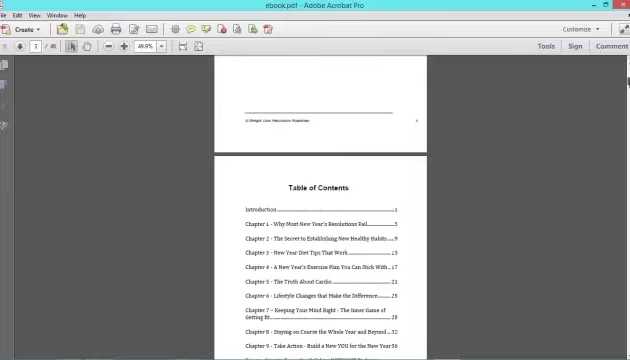 ebook.pdf - Adobe Acrobat Pro
File Edit View Window Help
Create
Customize
3 / 46
49.9%
Tools Sign Comment
Weight Loss Resolution Roadmap
Table of Contents
Introduction
Chapter 1 - Why Most New Year's Resolutions Fail 5
Chapter 2 - The Secret to Establishing New Healthy Habits 9
Chapter 3 - New Year Diet Tips That Work 13
Chapter 4 - A New Year's Exercise Plan You Can Stick With 17
Chapter 5 - The Truth About Cardio 21
Chapter 6 - Lifestyle Changes that Make the Difference 25
Chapter 7 – Keeping Your Mind Right - The Inner Game of
Getting Fit
Chapter 8 - Staying on Course the Whole Year and Beyond 32
Chapter 9 - Take Action - Build a New YOU for the New Year 36